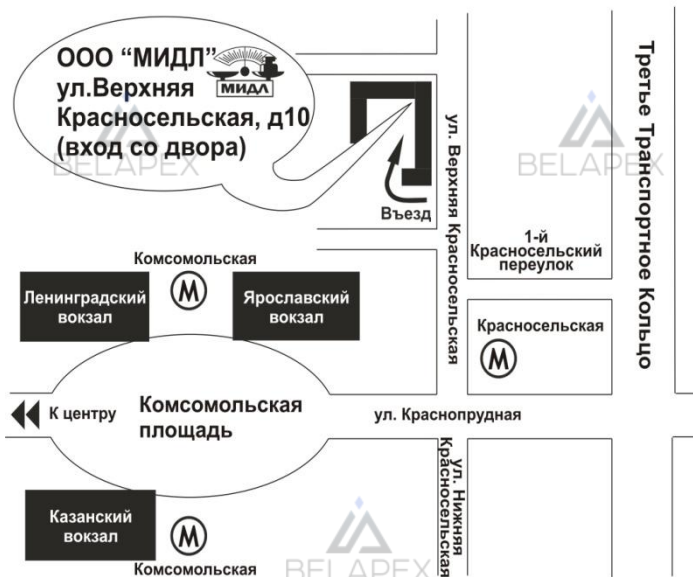 ООО “МИДЛ”
ул.Верхняя
Красносельская, д10
(вход со двора)
МИДЛ
BELAPEX
BELAPEX
Третье Транспортное Кольцо
ул. Верхняя Красносельская
Въезд
1-й
Красносельский
переулок
Комсомольская
М
Ленинградский
вокзал
Ярославский
вокзал
Красносельская
М
К центру
Комсомольская
площадь
ул. Краснопрудная
ул. Нижняя
Красносельская
Казанский
вокзал
М
Комсомольская
BELAPEX